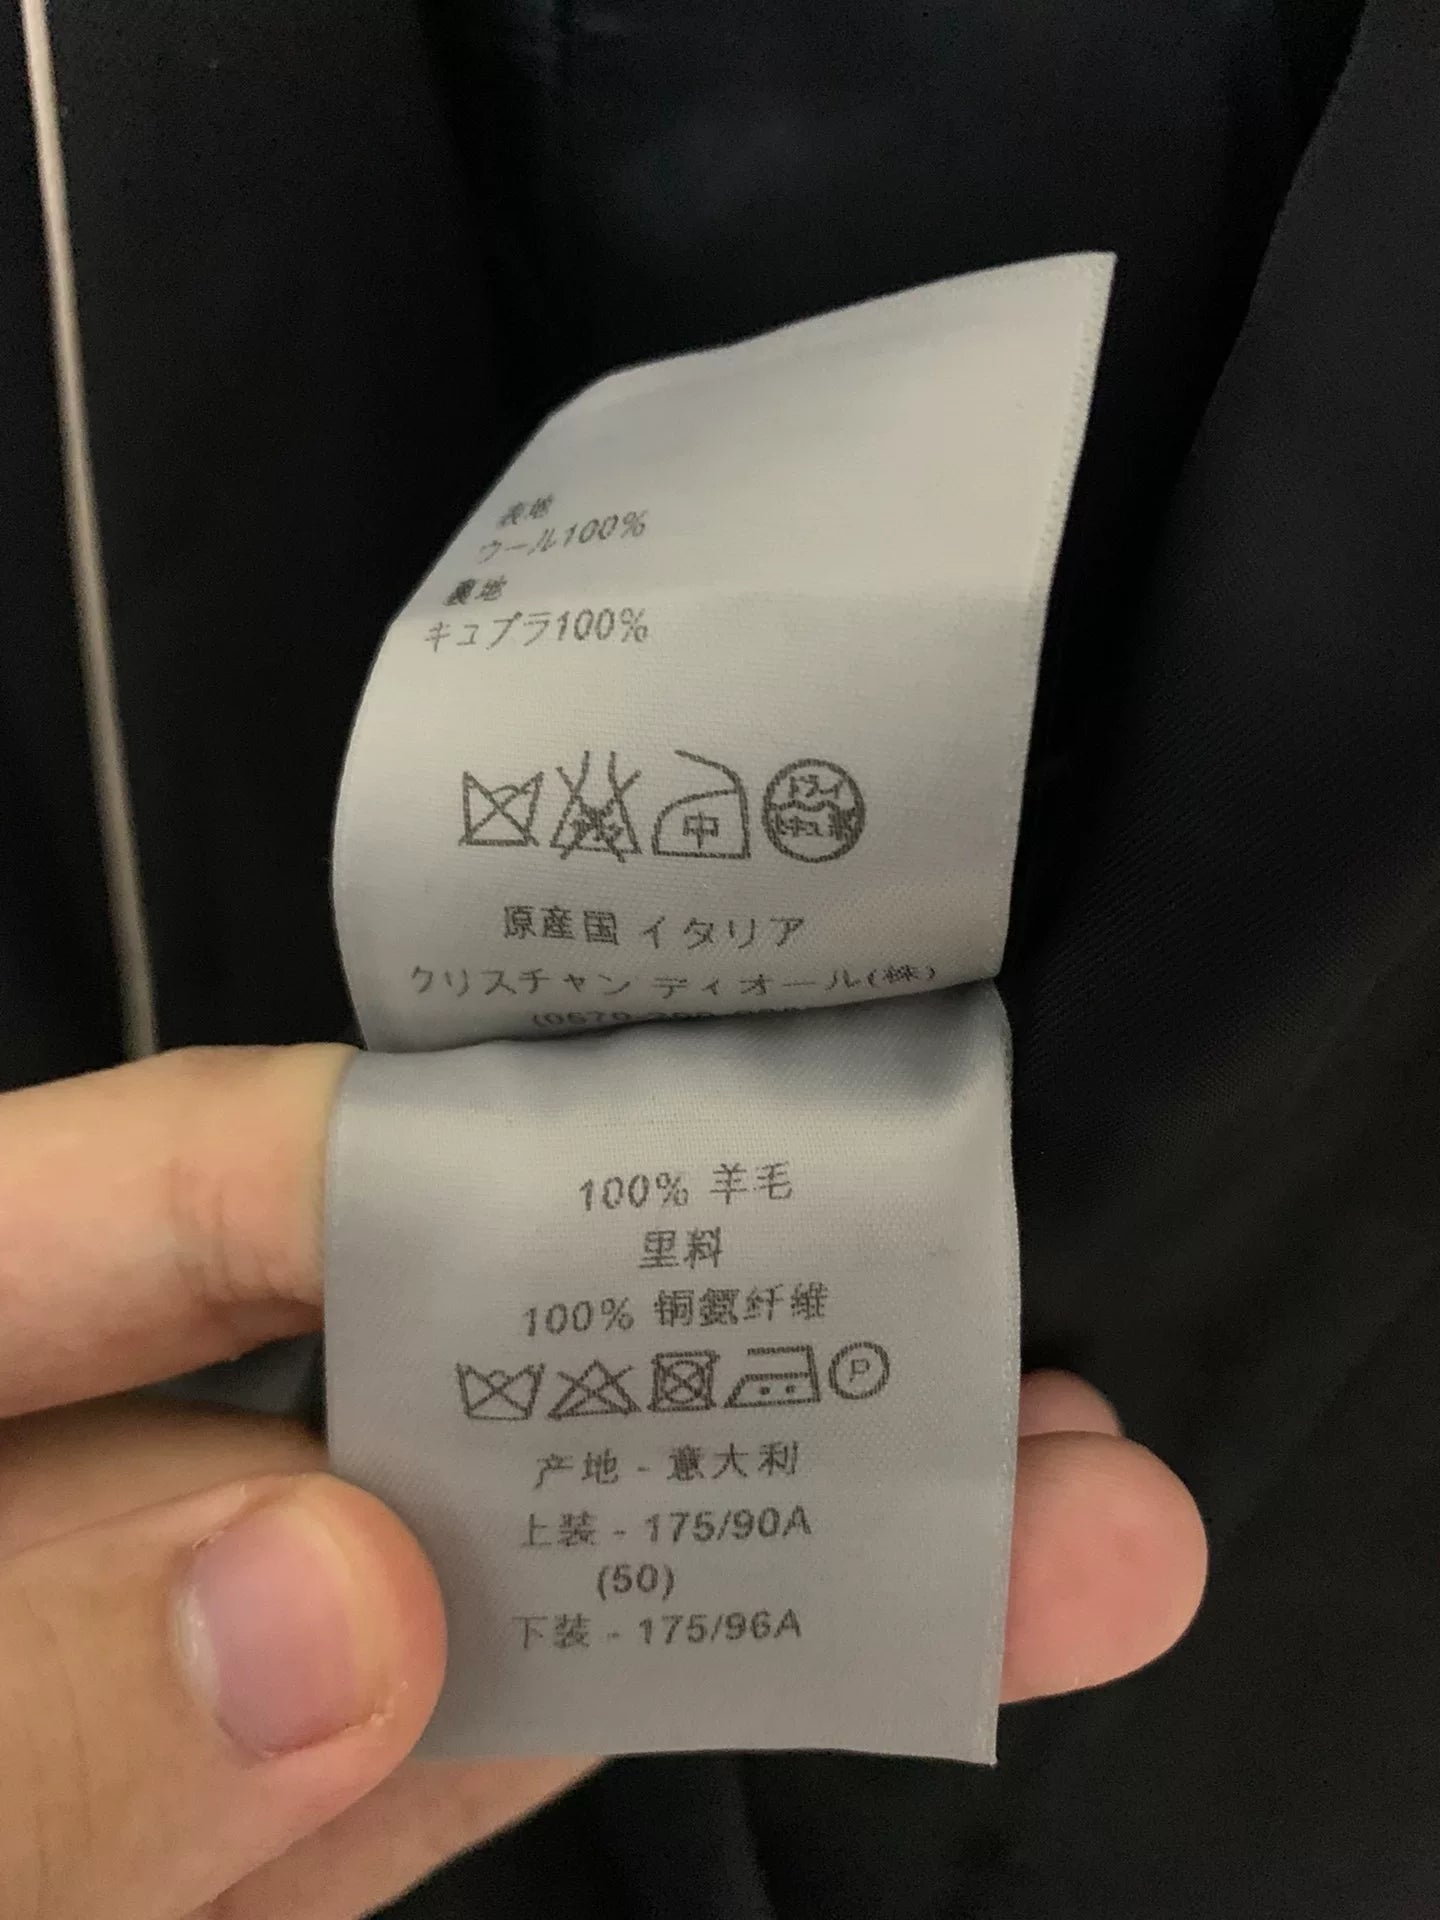 表地
ウール100%
裏地
キュプラ100%
中
ドライ
原産国 イタリア
クリスチャン ディオール(株)
100% 羊毛
里料
100% 铜氨纤维
P
产地 - 意大利
上装 - 175/90A
(50)
下装 - 175/96A